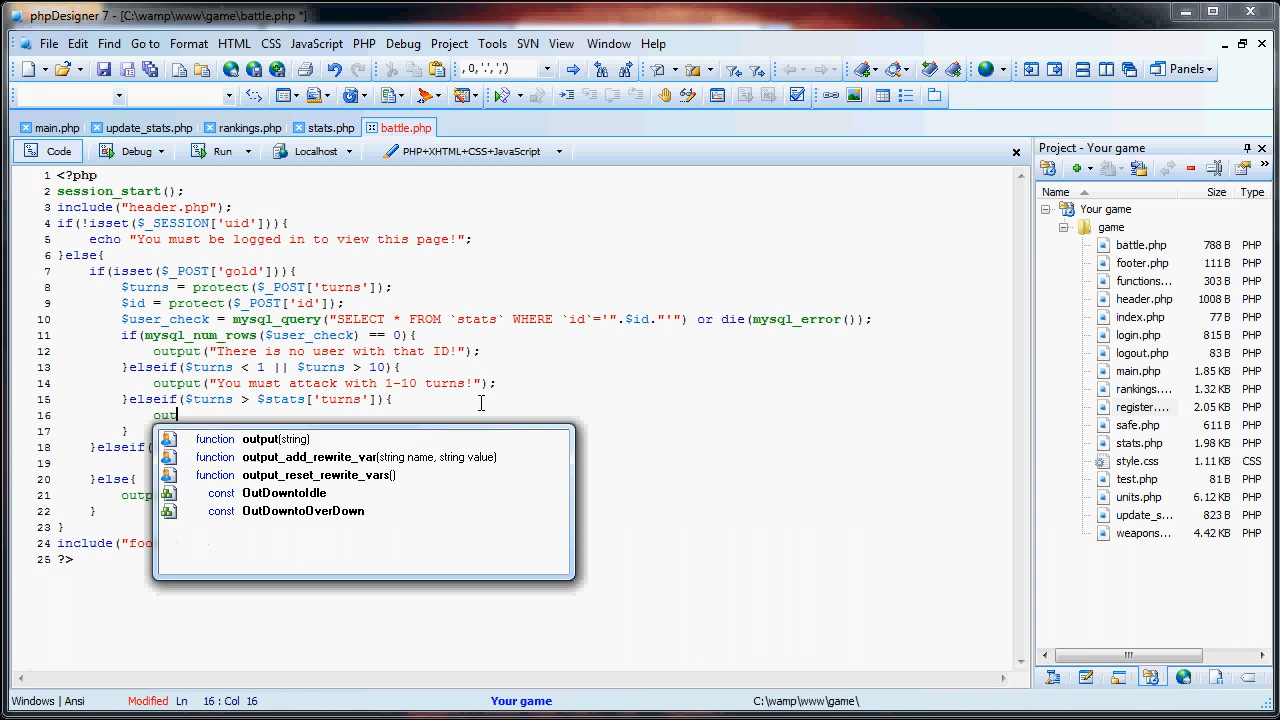 phpDesigner 7 - [C:\wamp\www\game\battle.php *]
File Edit Find Go to Format HTML CSS JavaScript PHP Debug Project Tools SVN View Window Help
, 0,'.',',')
Panels
main.php update_stats.php rankings.php stats.php battle.php
Code Debug Run Localhost PHP+XHTML+CSS+JavaScript
1 <?php
2 session_start();
3 include("header.php");
4 if(!isset($_SESSION['uid'])){
5 echo "You must be logged in to view this page!";
6 }else{
7 if(isset($_POST['gold'])){
8 $turns = protect($_POST['turns']);
9 $id = protect($_POST['id']);
10 $user_check = mysql_query("SELECT * FROM `stats` WHERE `id`='".$id."'") or die(mysql_error());
11 if(mysql_num_rows($user_check) == 0){
12 output("There is no user with that ID!");
13 }elseif($turns < 1 || $turns > 10){
14 output("You must attack with 1-10 turns!");
15 }elseif($turns > $stats['turns']){
16 out
17 }
18 }elseif(
19
20 }else{
21 outp
22 }
23 }
24 include("foo
25 ?>
function output(string)
function output_add_rewrite_var(string name, string value)
function output_reset_rewrite_vars()
const OutDowntoIdle
const OutDowntoOverDown
Project - Your game
Name Size Type
Your game
game
battle.php 788 B PHP
footer.php 111 B PHP
functions... 303 B PHP
header.php 1008 B PHP
index.php 77 B PHP
login.php 815 B PHP
logout.php 83 B PHP
main.php 1.85 KB PHP
rankings.... 1.32 KB PHP
register.... 2.05 KB PHP
safe.php 611 B PHP
stats.php 1.98 KB PHP
style.css 1.11 KB CSS
test.php 81 B PHP
units.php 6.12 KB PHP
update_s... 823 B PHP
weapons... 4.42 KB PHP
Windows | Ansi Modified Ln 16 : Col 16 Your game C:\wamp\www\game\